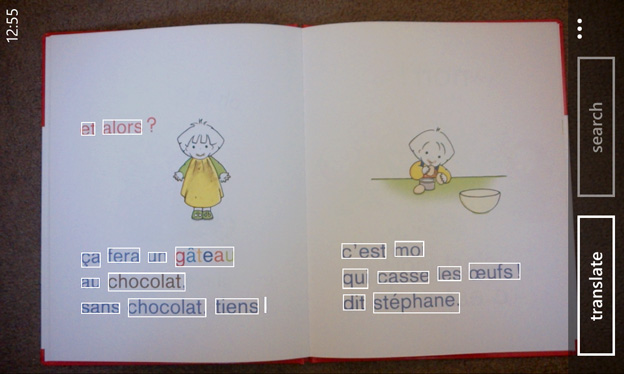 12:55
et alors ?
ça fera un gâteau
au chocolat.
sans chocolat, tiens !
c'est moi
qui casse les œufs !
dit stéphane.
search
translate